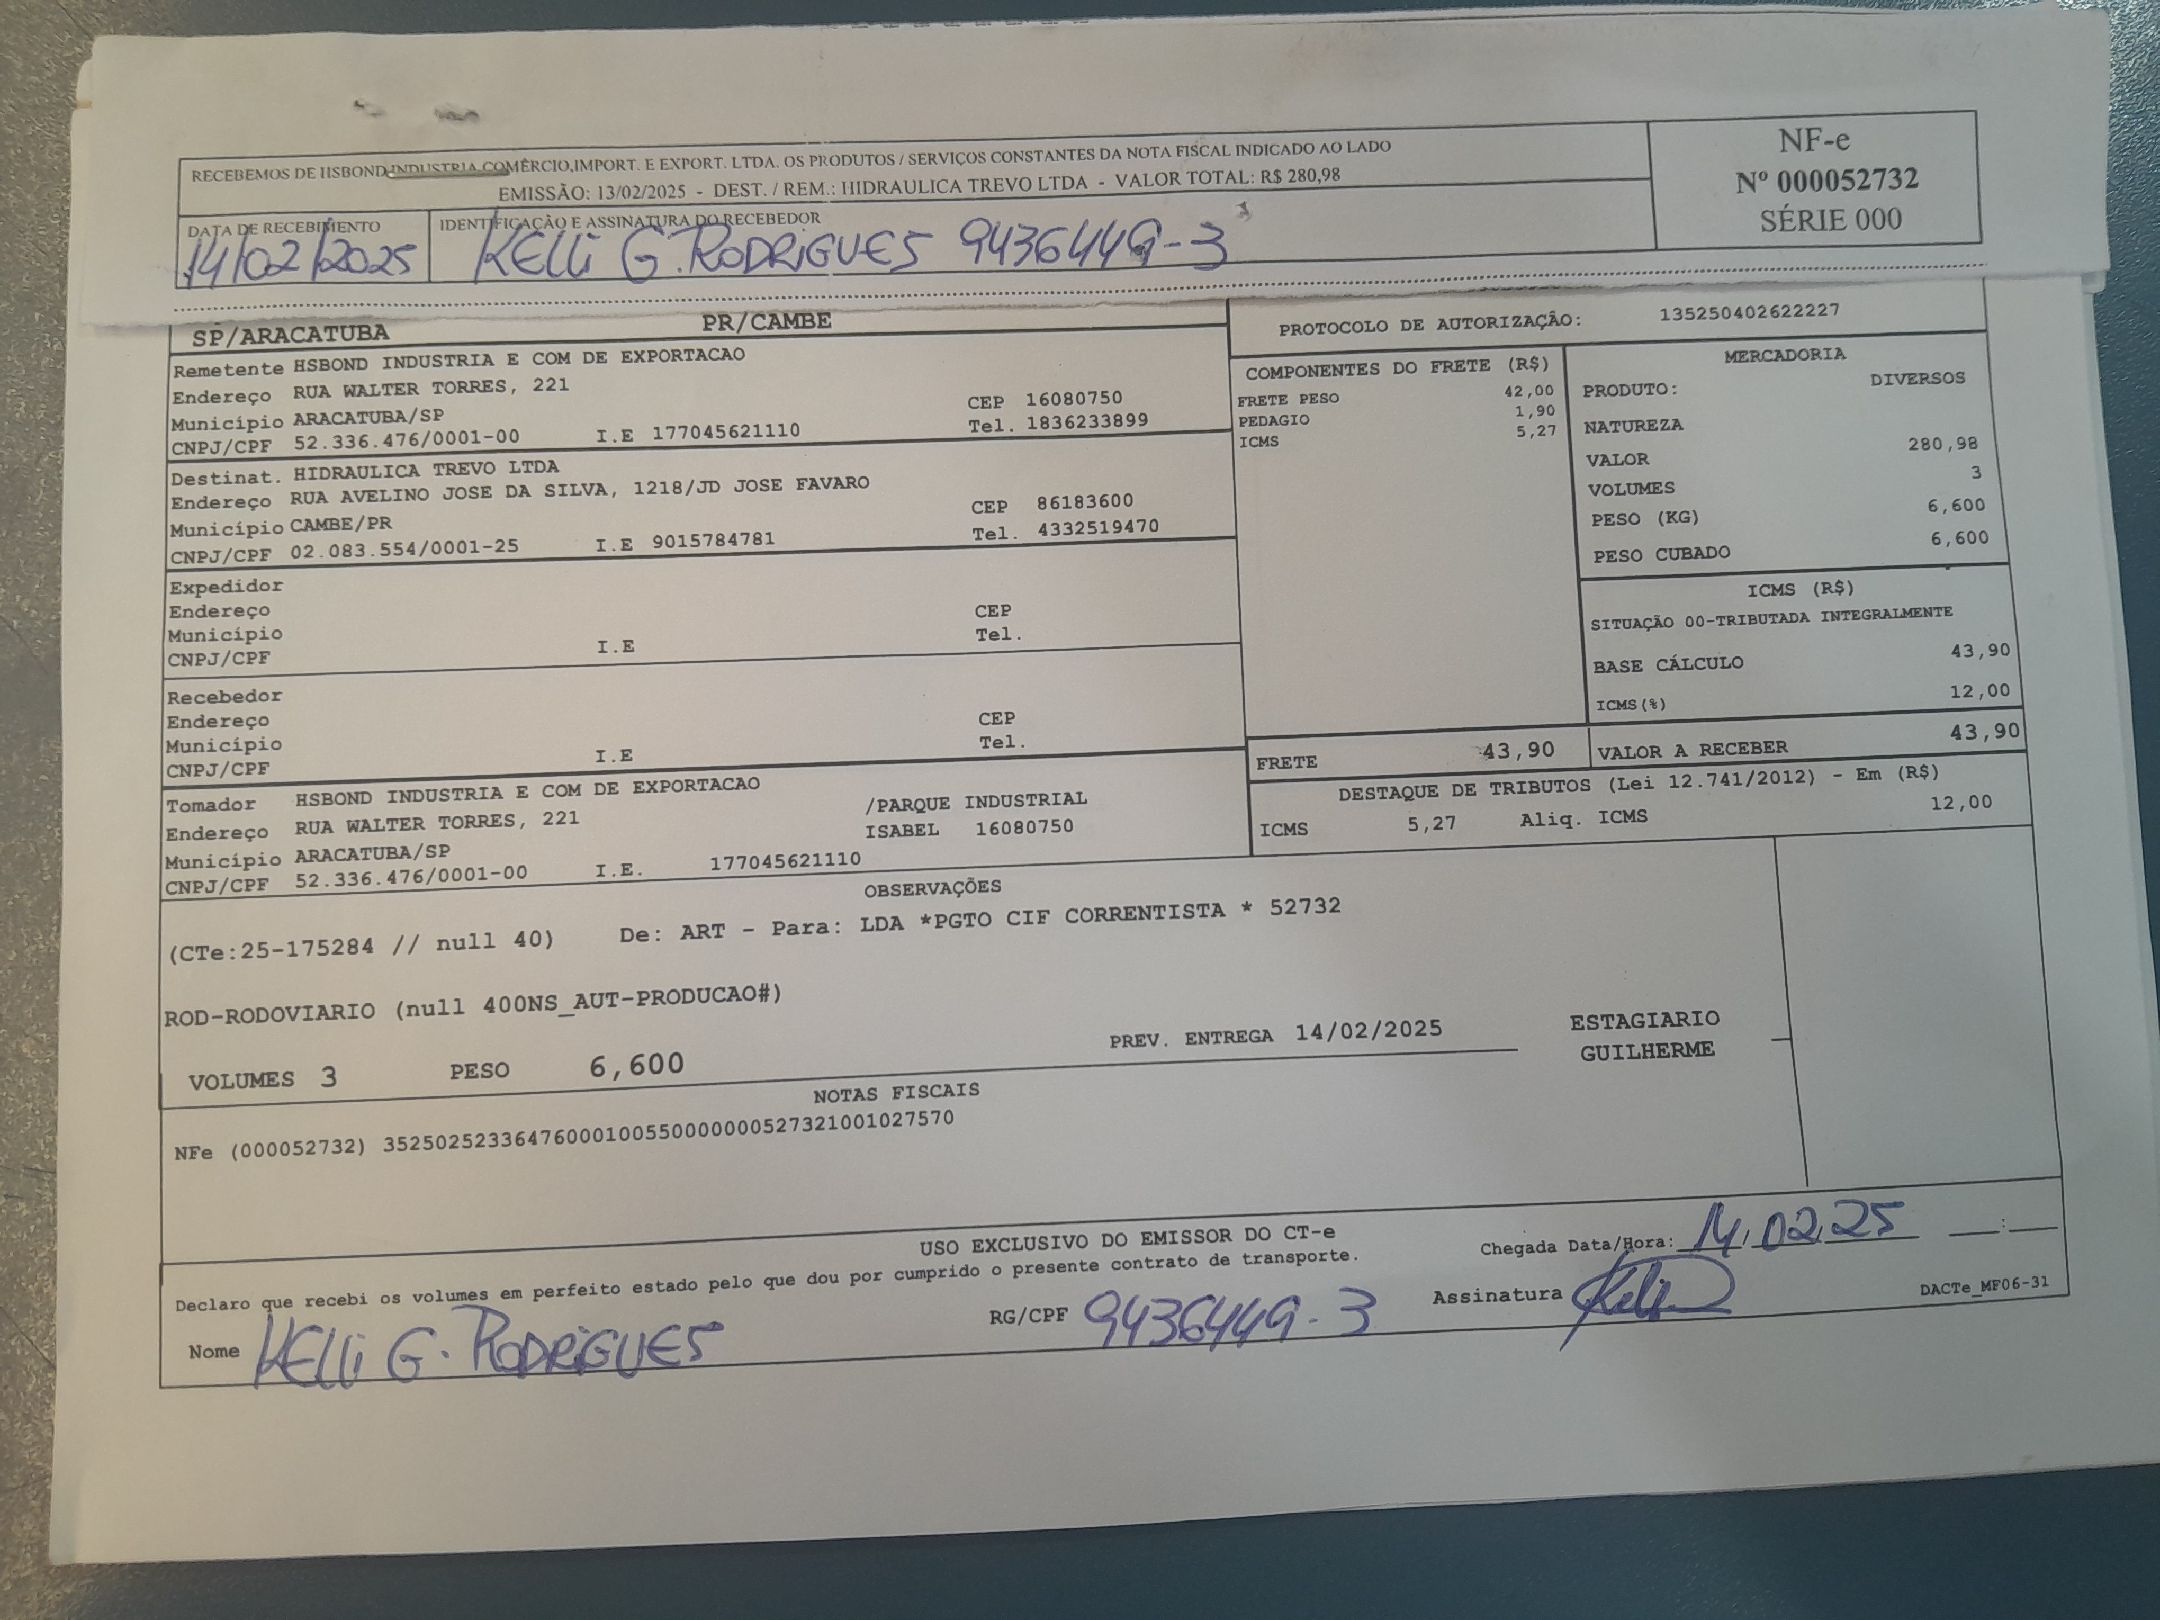 RECEBEMOS DE HSBOND INDUSTRIA COMÉRCIO,IMPORT. E EXPORT. LTDA. OS PRODUTOS / SERVIÇOS CONSTANTES DA NOTA FISCAL INDICADO AO LADO
EMISSÃO: 13/02/2025 - DEST. / REM.: HIDRAULICA TREVO LTDA - VALOR TOTAL: R$ 280,98
NF-e
Nº 000052732
SÉRIE 000
DATA DE RECEBIMENTO
14/02/2025
IDENTIFICAÇÃO E ASSINATURA DO RECEBEDOR
KELLI G. RODRIGUES 9436449-3
SP/ARACATUBA PR/CAMBE
PROTOCOLO DE AUTORIZAÇÃO: 135250402622227
Remetente HSBOND INDUSTRIA E COM DE EXPORTACAO
Endereço RUA WALTER TORRES, 221
Município ARACATUBA/SP CEP 16080750
CNPJ/CPF 52.336.476/0001-00 I.E 177045621110 Tel. 1836233899
Destinat. HIDRAULICA TREVO LTDA
Endereço RUA AVELINO JOSE DA SILVA, 1218/JD JOSE FAVARO
Município CAMBE/PR CEP 86183600
CNPJ/CPF 02.083.554/0001-25 I.E 9015784781 Tel. 4332519470
Expedidor
Endereço
Município CEP
CNPJ/CPF I.E Tel.
Recebedor
Endereço
Município CEP
CNPJ/CPF I.E Tel.
Tomador HSBOND INDUSTRIA E COM DE EXPORTACAO
Endereço RUA WALTER TORRES, 221 /PARQUE INDUSTRIAL
Município ARACATUBA/SP ISABEL 16080750
CNPJ/CPF 52.336.476/0001-00 I.E. 177045621110
COMPONENTES DO FRETE (R$)
FRETE PESO 42,00
PEDAGIO 1,90
ICMS 5,27
MERCADORIA
PRODUTO: DIVERSOS
NATUREZA
VALOR 280,98
VOLUMES 3
PESO (KG) 6,600
PESO CUBADO 6,600
ICMS (R$)
SITUAÇÃO 00-TRIBUTADA INTEGRALMENTE
BASE CÁLCULO 43,90
ICMS(%) 12,00
FRETE 43,90 VALOR A RECEBER 43,90
DESTAQUE DE TRIBUTOS (Lei 12.741/2012) - Em (R$)
ICMS 5,27 Aliq. ICMS 12,00
OBSERVAÇÕES
(CTe:25-175284 // null 40) De: ART - Para: LDA *PGTO CIF CORRENTISTA * 52732
ROD-RODOVIARIO (null 400NS_AUT-PRODUCAO#)
VOLUMES 3 PESO 6,600 PREV. ENTREGA 14/02/2025
ESTAGIARIO
GUILHERME
NOTAS FISCAIS
NFe (000052732) 35250252336476000100550000000527321001027570
USO EXCLUSIVO DO EMISSOR DO CT-e
Declaro que recebi os volumes em perfeito estado pelo que dou por cumprido o presente contrato de transporte.
Chegada Data/Hora: 14.02.25 :
Nome KELLI G. RODRIGUES RG/CPF 9436449-3 Assinatura
DACTe_MF06-31